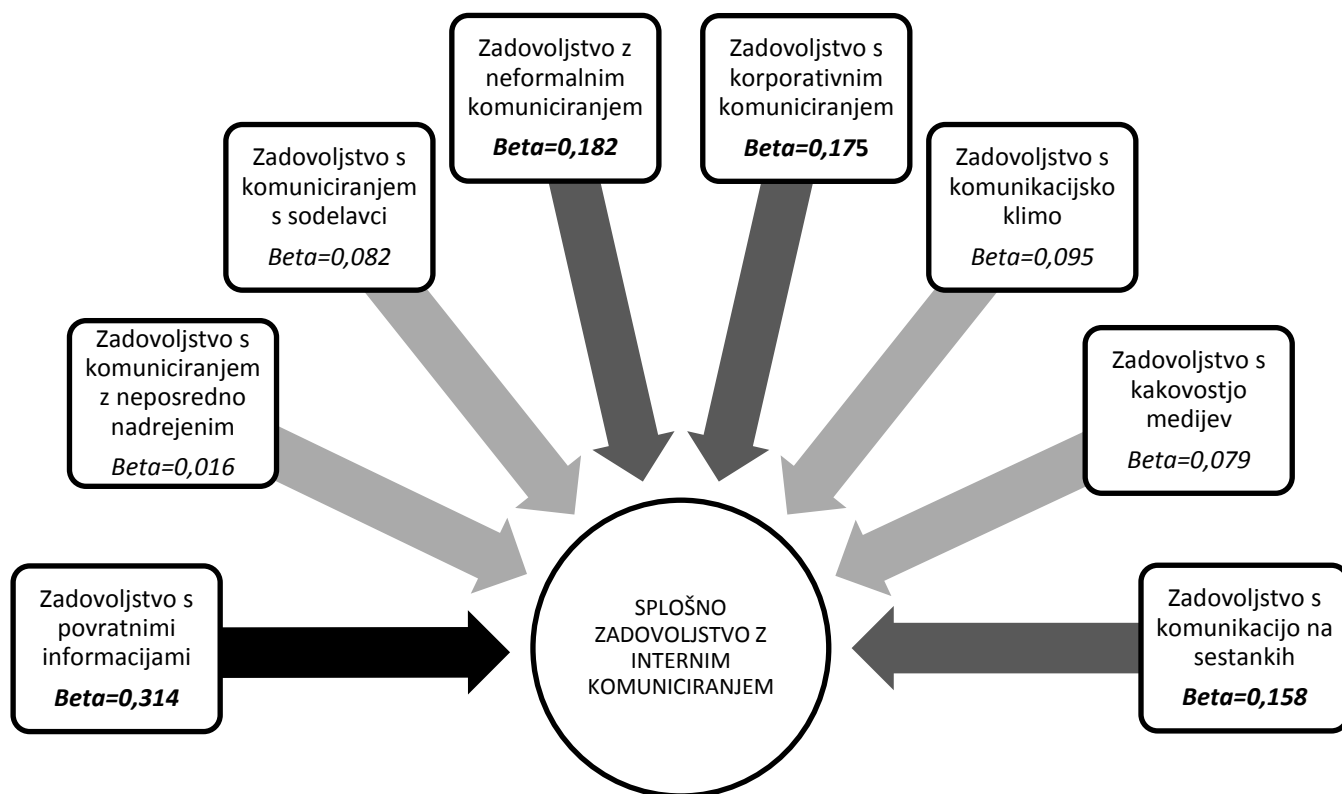 Zadovoljstvo z
neformalnim
komuniciranjem
Beta=0,182
Zadovoljstvo s
korporativnim
komuniciranjem
Beta=0,175
Zadovoljstvo s
komuniciranjem
s sodelavci
Beta=0,082
Zadovoljstvo s
komunikacijsko
klimo
Beta=0,095
Zadovoljstvo s
komuniciranjem
z neposredno
nadrejenim
Beta=0,016
Zadovoljstvo s
kakovostjo
medijev
Beta=0,079
Zadovoljstvo s
povratnimi
informacijami
Beta=0,314
SPLOŠNO
ZADOVOLJSTVO Z
INTERNIM
KOMUNICIRANJEM
Zadovoljstvo s
komunikacijo na
sestankih
Beta=0,158